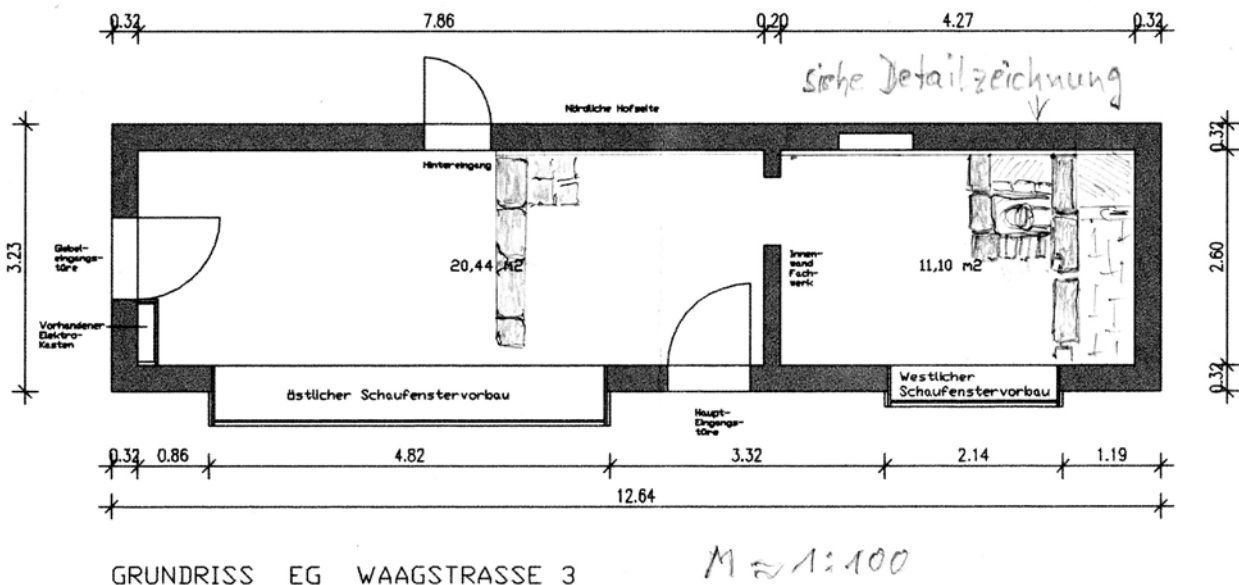 0.32 7.86 0.20 4.27 0.32
siehe Detailzeichnung
Nördliche Hofseite
Hintereingang
0.32
3.23
Giebel-
eingangs-
türe
20,44 M2
Innen-
wand
Fach-
werk
11,10 m2
2.60
Vorhandener
Elektro-
Kasten
östlicher Schaufenstervorbau
Westlicher
Schaufenstervorbau
0.32
Haupt-
Eingangs-
türe
0.32 0.86 4.82 3.32 2.14 1.19
12.64
GRUNDRISS EG WAAGSTRASSE 3
M ≈ 1:100